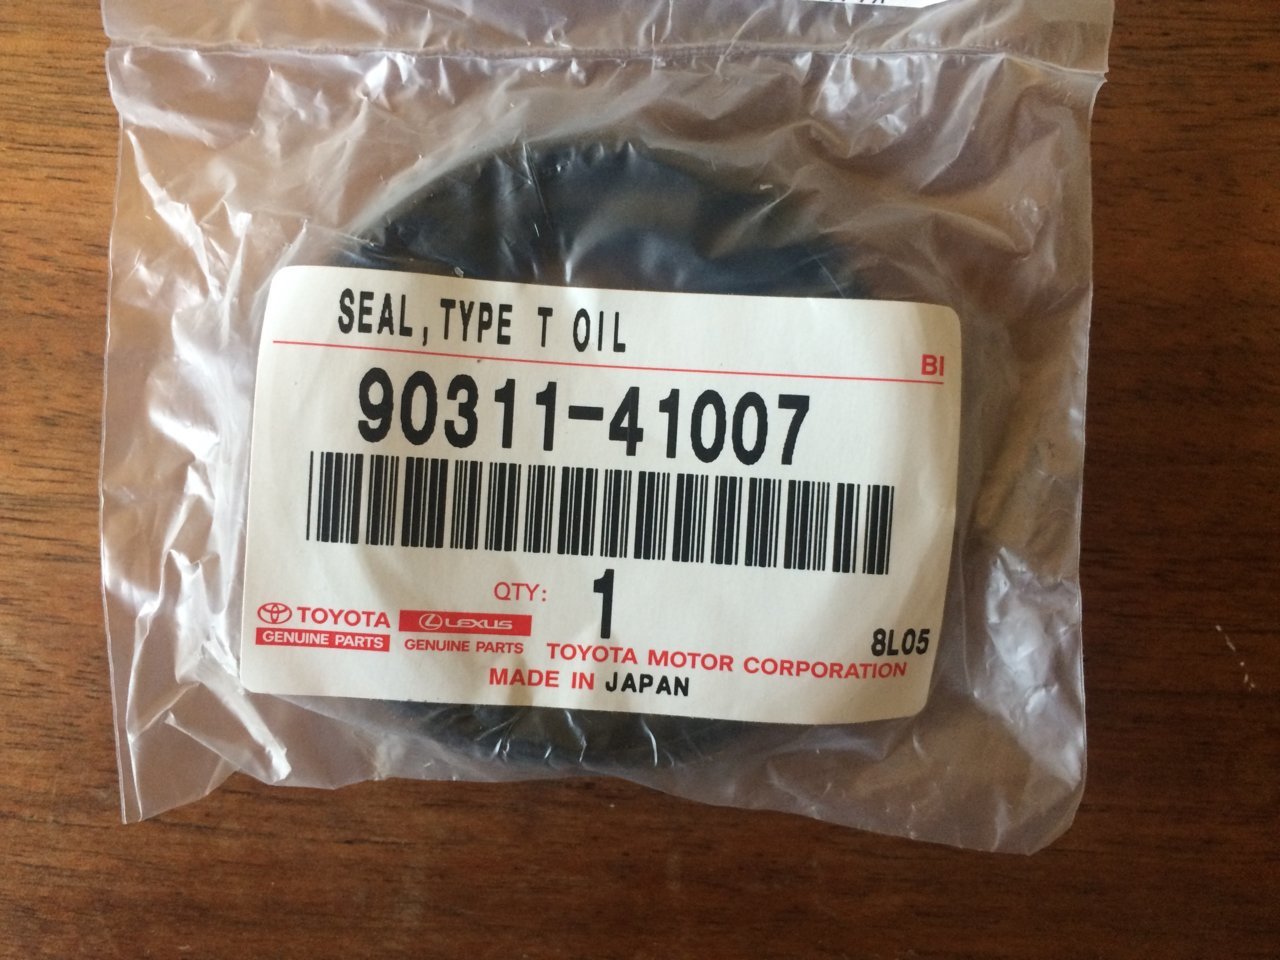 SEAL, TYPE T OIL
BI
90311-41007
QTY: 1
TOYOTA
GENUINE PARTS
LEXUS
GENUINE PARTS
8L05
TOYOTA MOTOR CORPORATION
MADE IN JAPAN